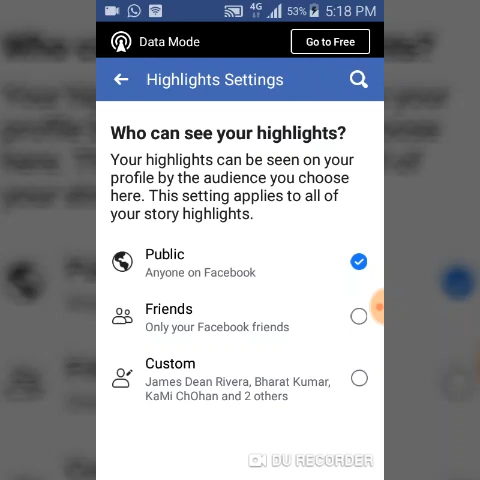 4G 53% 5:18 PM
Data Mode
Go to Free
Highlights Settings
Who can see your highlights?
Your highlights can be seen on your
profile by the audience you choose
here. This setting applies to all of
your story highlights.
Public
Anyone on Facebook
Friends
Only your Facebook friends
Custom
James Dean Rivera, Bharat Kumar,
KaMi ChOhan and 2 others
DU RECORDER